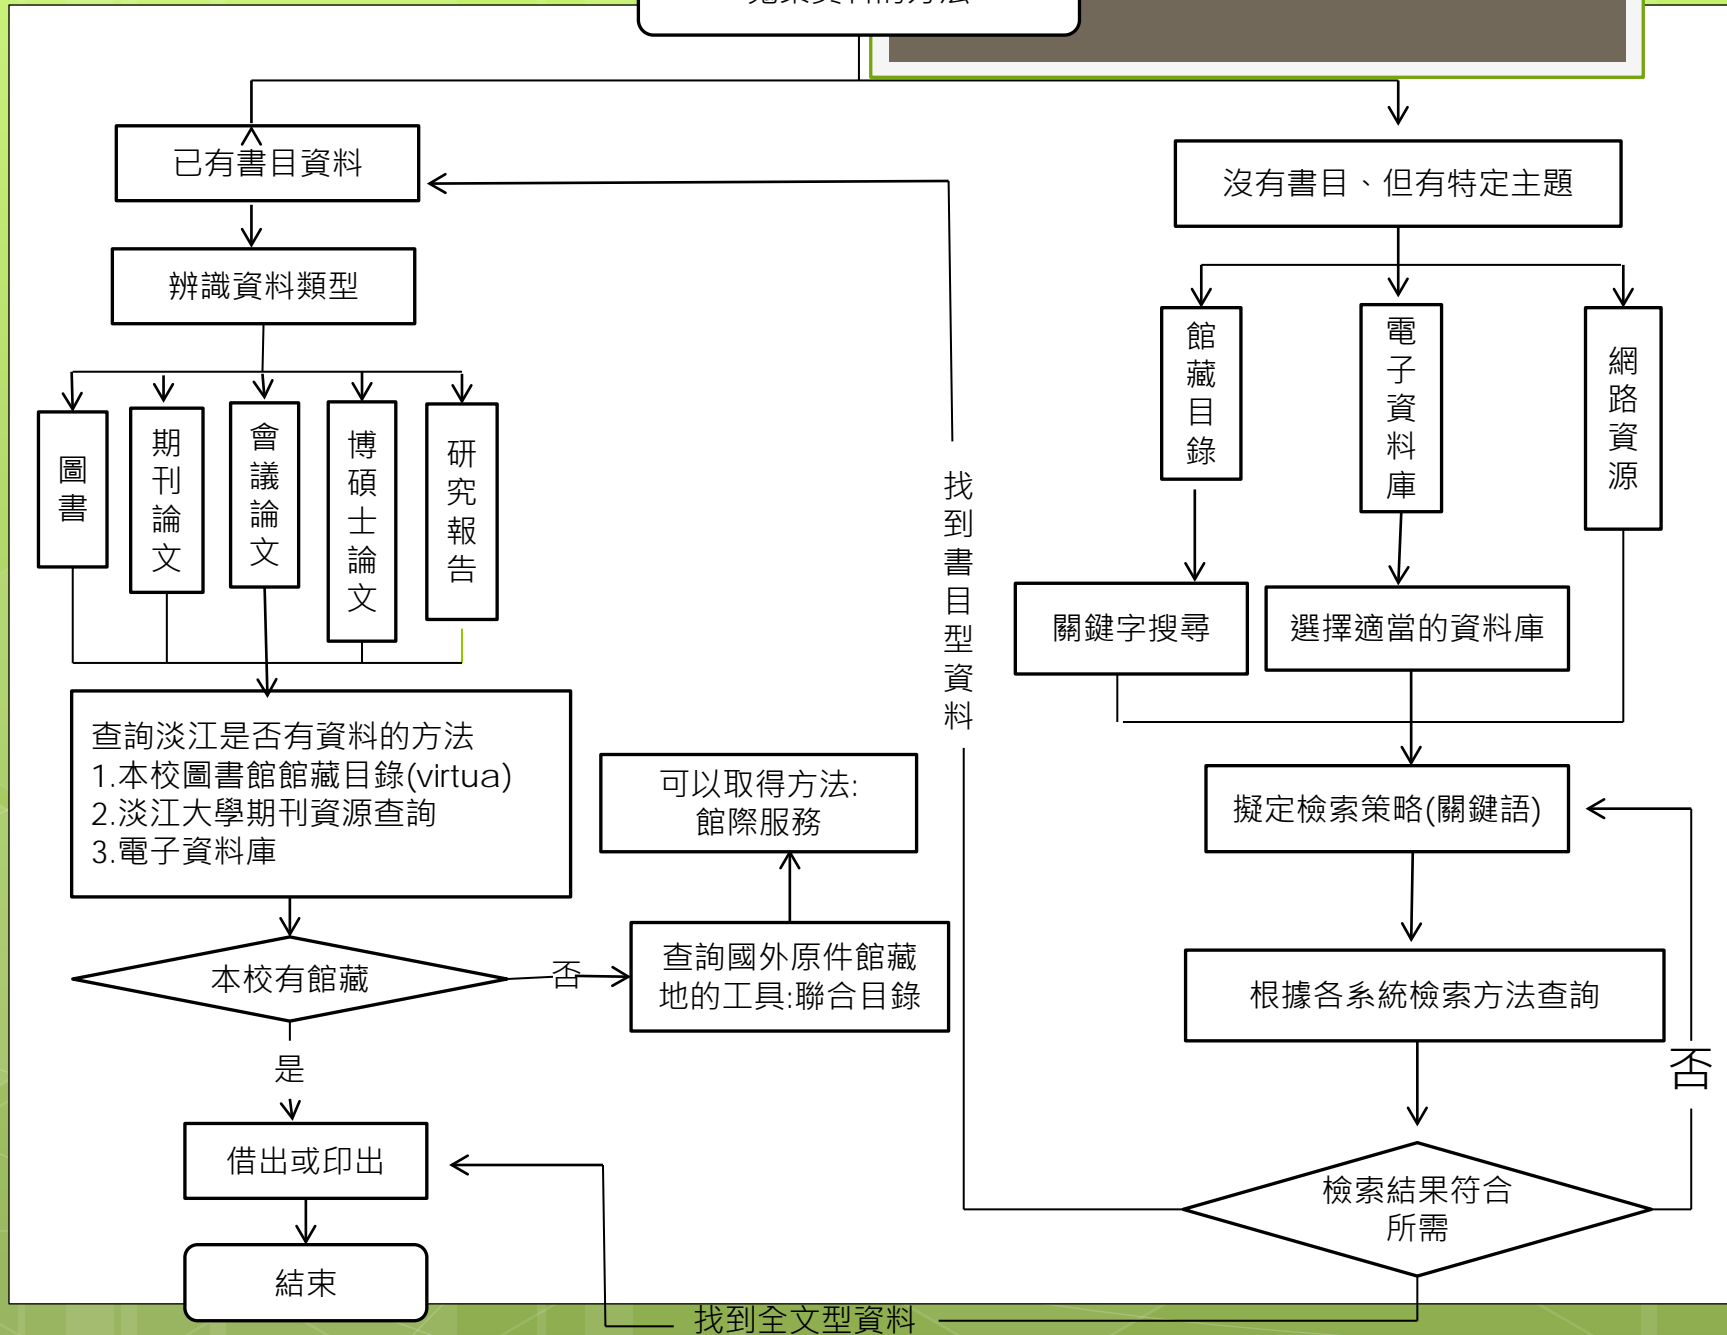 蒐集資料的方法
已有書目資料
沒有書目、但有特定主題
辨識資料類型
圖書
期刊論文
會議論文
博碩士論文
研究報告
館藏目錄
電子資料庫
網路資源
找到書目型資料
關鍵字搜尋
選擇適當的資料庫
查詢淡江是否有資料的方法
1.本校圖書館館藏目錄(virtua)
2.淡江大學期刊資源查詢
3.電子資料庫
可以取得方法:
館際服務
擬定檢索策略(關鍵語)
本校有館藏
否
查詢國外原件館藏
地的工具:聯合目錄
根據各系統檢索方法查詢
否
是
借出或印出
檢索結果符合
所需
結束
找到全文型資料